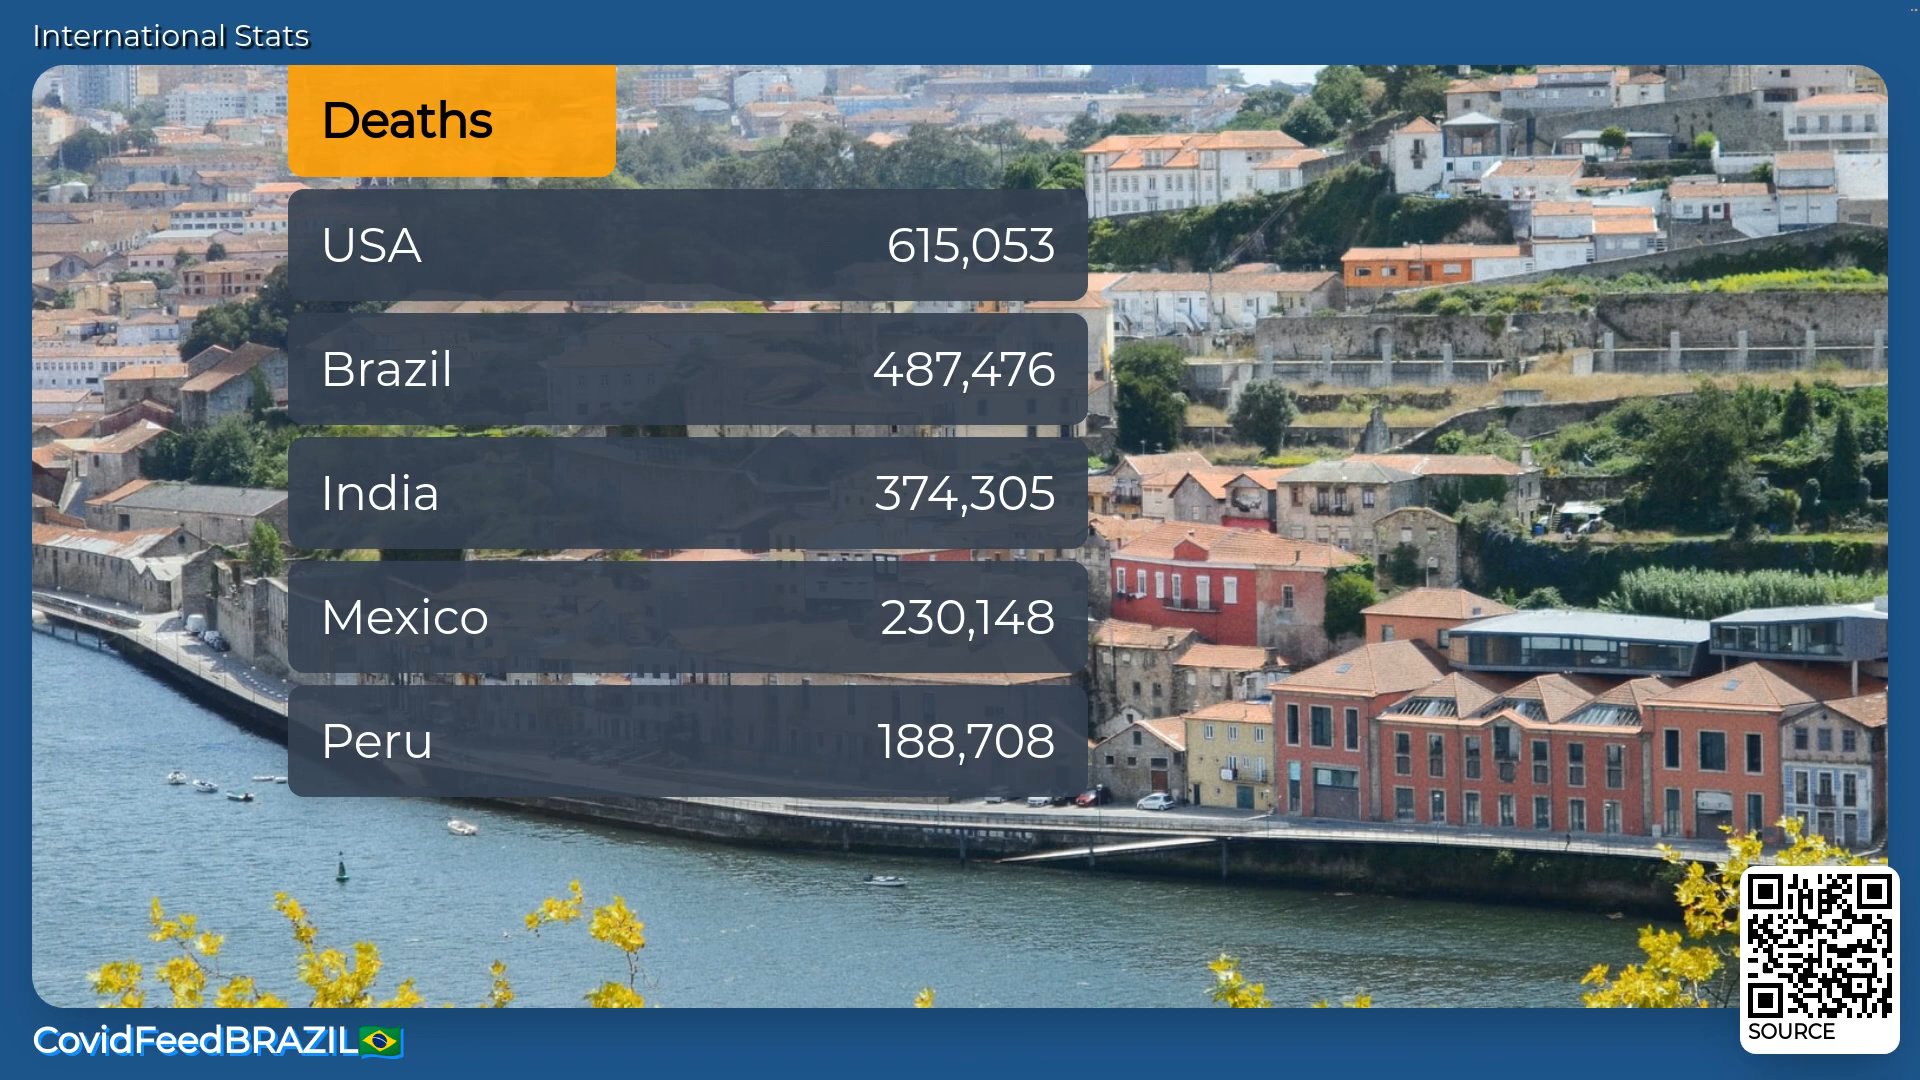 International Stats
Deaths
USA 615,053
Brazil 487,476
India 374,305
Mexico 230,148
Peru 188,708
SOURCE
CovidFeedBRAZIL🇧🇷